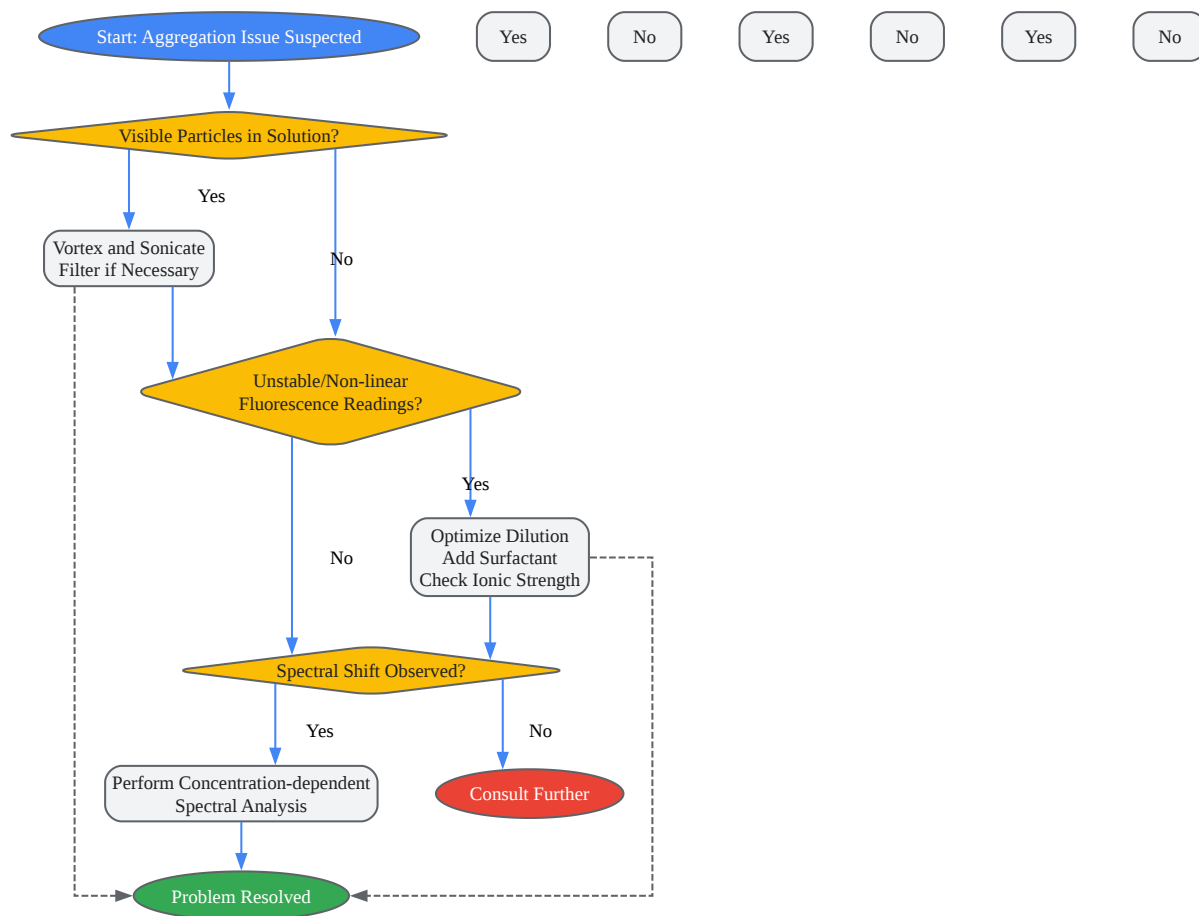 Start: Aggregation Issue Suspected
Yes
No
Yes
No
Yes
No
Visible Particles in Solution?
Yes
Vortex and Sonicate
Filter if Necessary
No
Unstable/Non-linear
Fluorescence Readings?
Yes
No
Optimize Dilution
Add Surfactant
Check Ionic Strength
Spectral Shift Observed?
Yes
No
Perform Concentration-dependent
Spectral Analysis
Consult Further
Problem Resolved